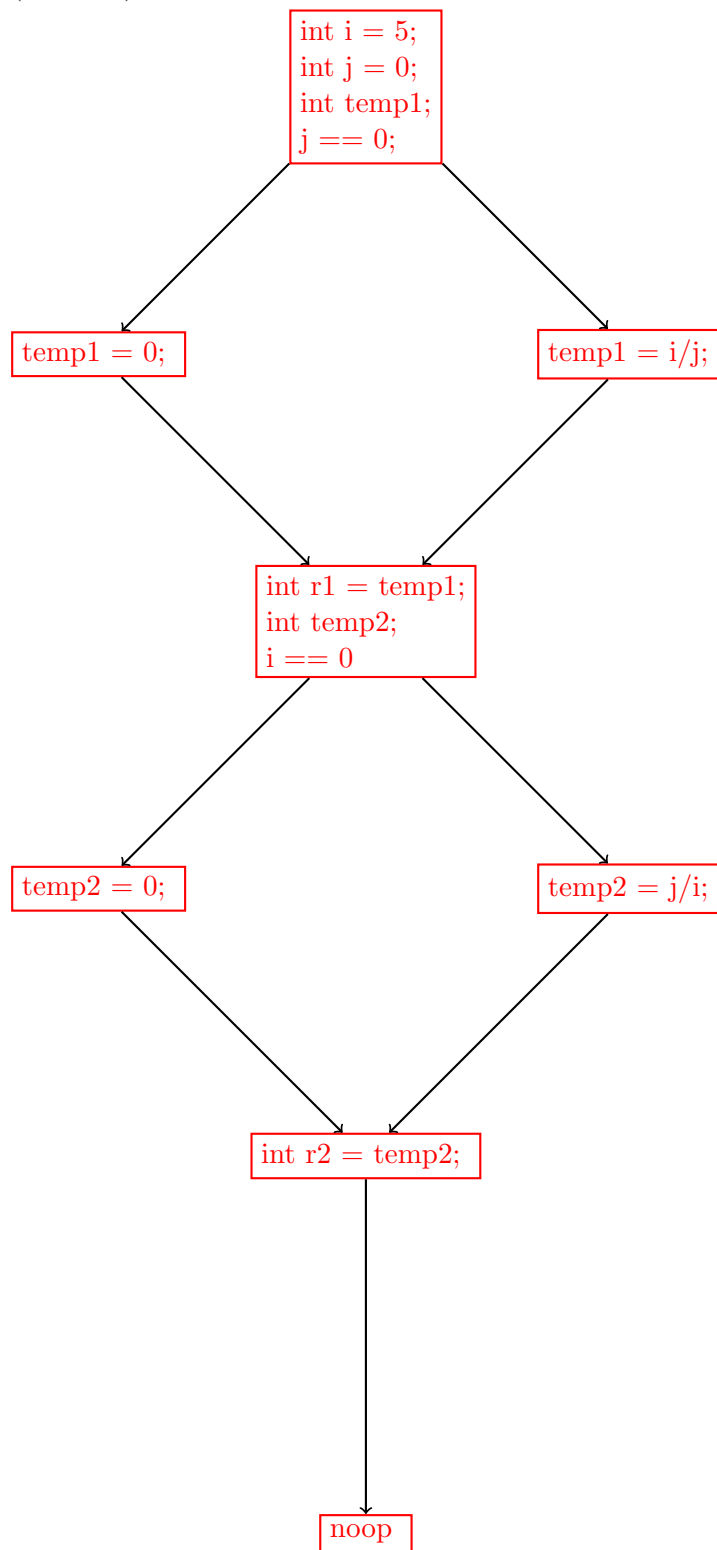 int i = 5;
int j = 0;
int temp1;
j == 0;
temp1 = 0;
temp1 = i/j;
int r1 = temp1;
int temp2;
i == 0
temp2 = 0;
temp2 = j/i;
int r2 = temp2;
noop